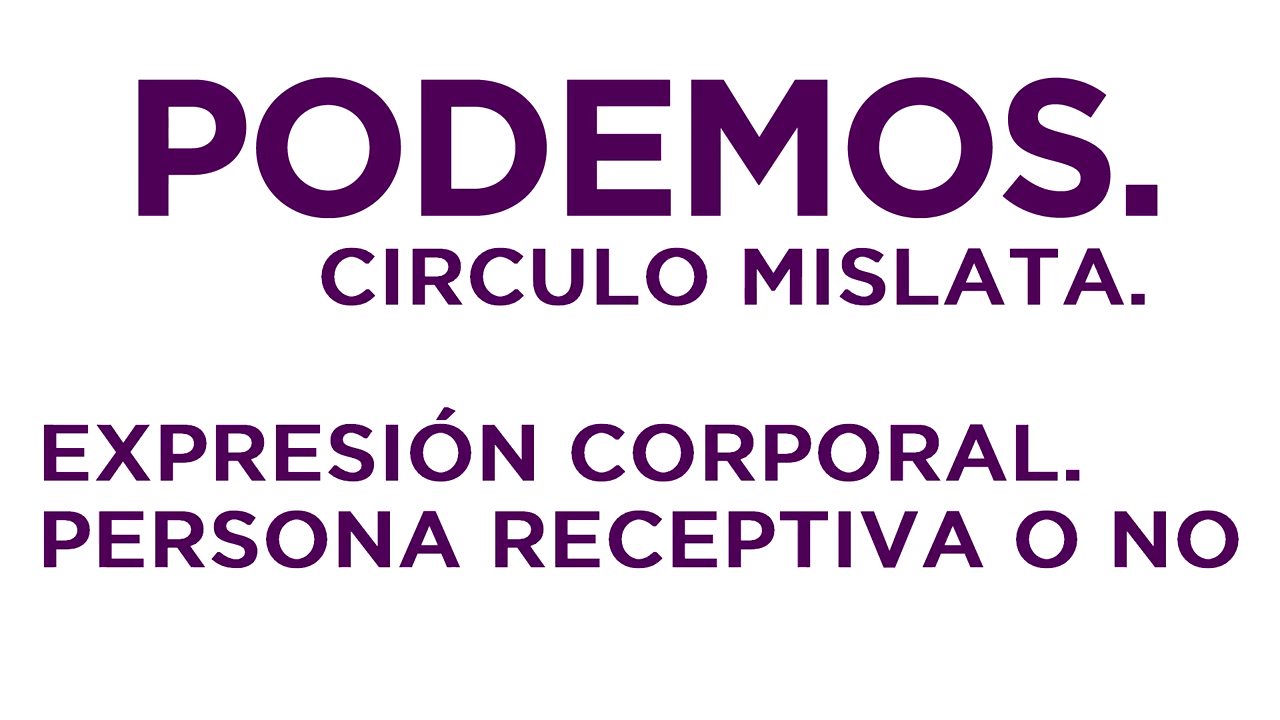 PODEMOS.
CIRCULO MISLATA.
EXPRESIÓN CORPORAL.
PERSONA RECEPTIVA O NO